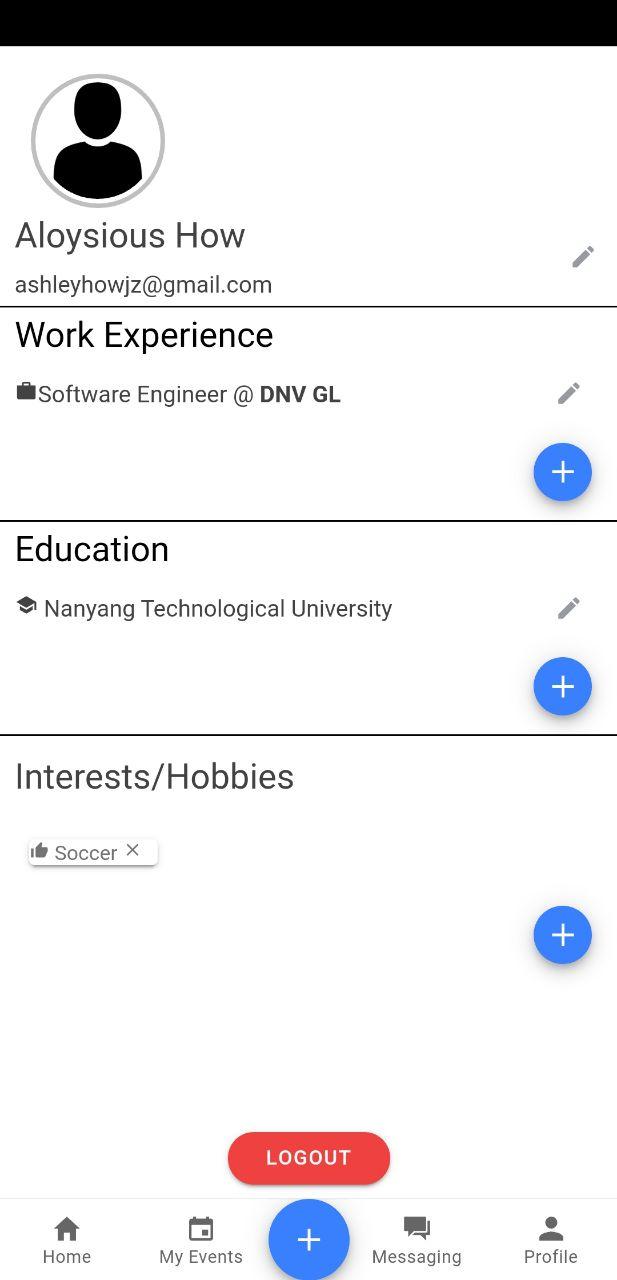 Aloysious How
ashleyhowjz@gmail.com
Work Experience
Software Engineer @ DNV GL
Education
Nanyang Technological University
Interests/Hobbies
Soccer
LOGOUT
Home My Events Messaging Profile